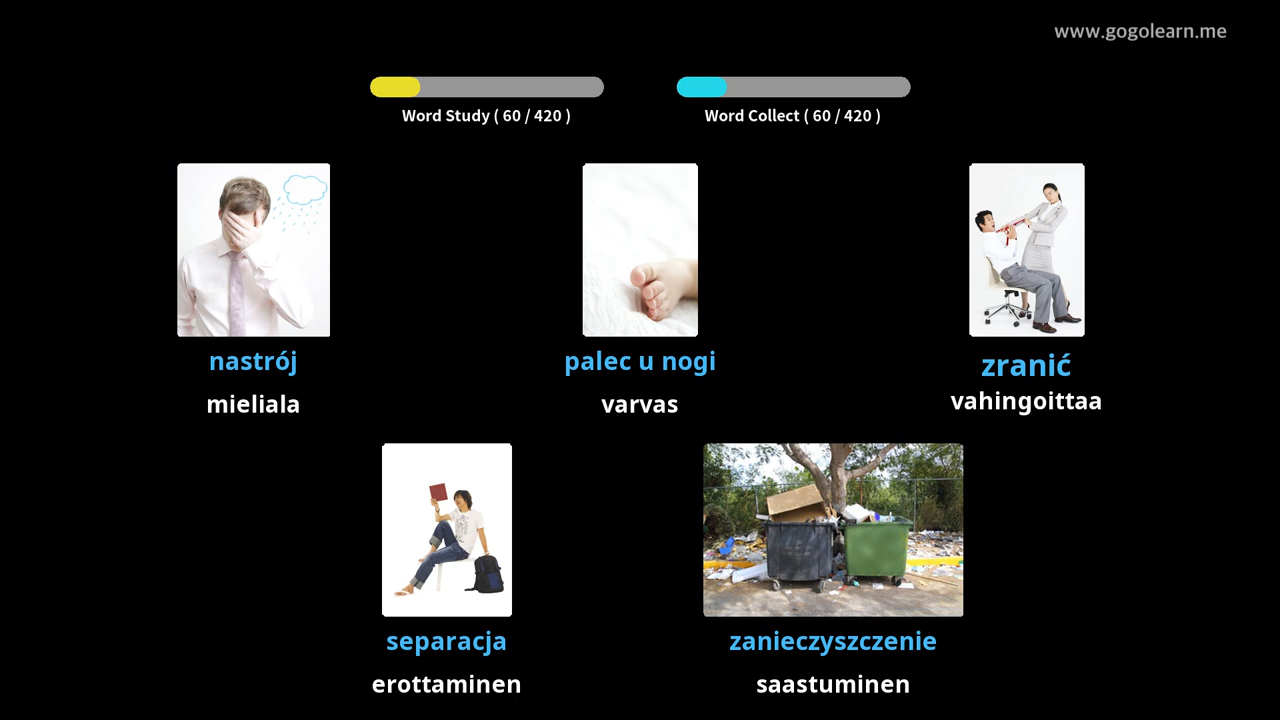 www.gogolearn.me
Word Study ( 60 / 420 )
Word Collect ( 60 / 420 )
nastrój
mieliala
palec u nogi
varvas
zranić
vahingoittaa
separacja
erottaminen
zanieczyszczenie
saastuminen